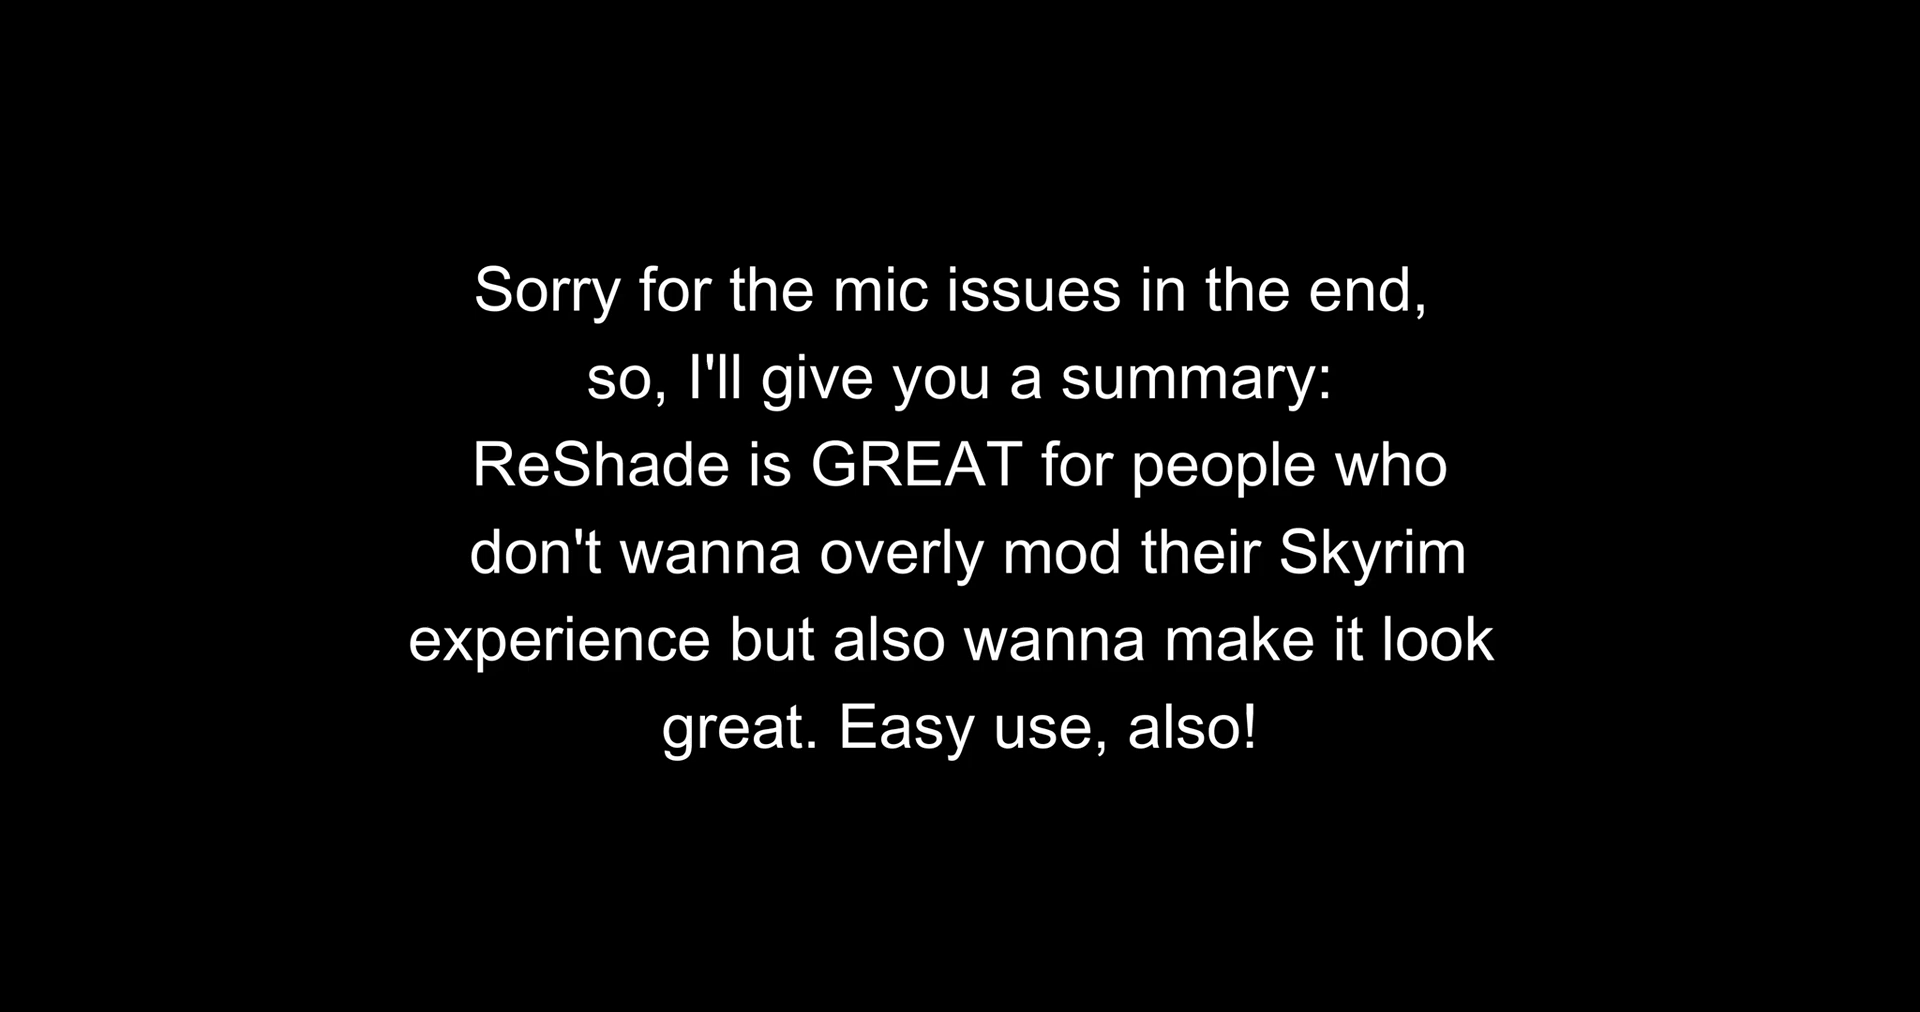 Sorry for the mic issues in the end,
so, I'll give you a summary:
ReShade is GREAT for people who
don't wanna overly mod their Skyrim
experience but also wanna make it look
great. Easy use, also!